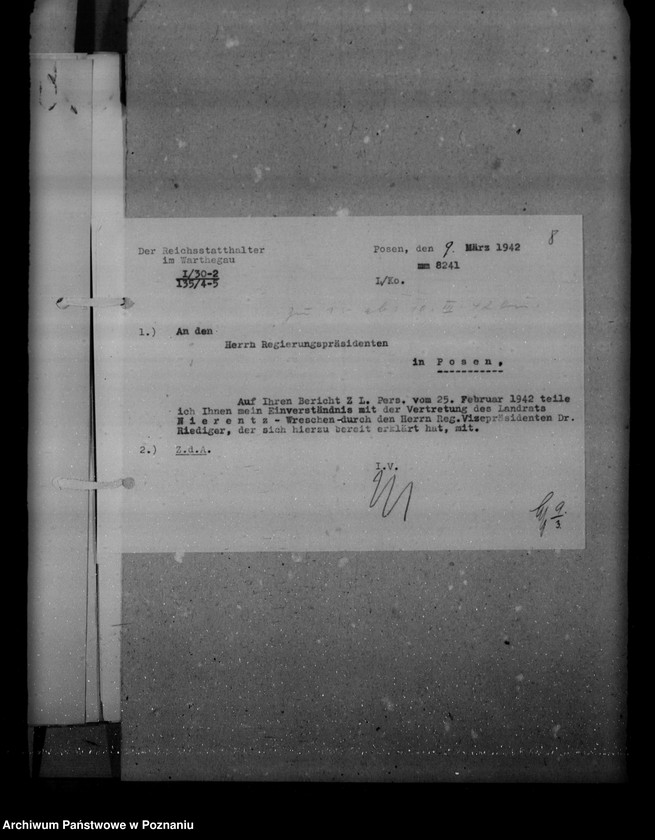 8
Der Reichsstatthalter
im Warthegau
I/30-2
135/4-5
Posen, den 9. März 1942
8241
I/Ko.
1.) An den
Herrn Regierungspräsidenten
in Posen.
Auf Ihren Bericht Z L. Pers. vom 25. Februar 1942 teile
ich Ihnen mein Einverständnis mit der Vertretung des Landrats
Nierentz - Wreschen-durch den Herrn Reg.Vizepräsidenten Dr.
Riediger, der sich hierzu bereit erklärt hat, mit.
2.) Z.d.A.
I.V.
9.
3.
Archiwum Państwowe w Poznaniu